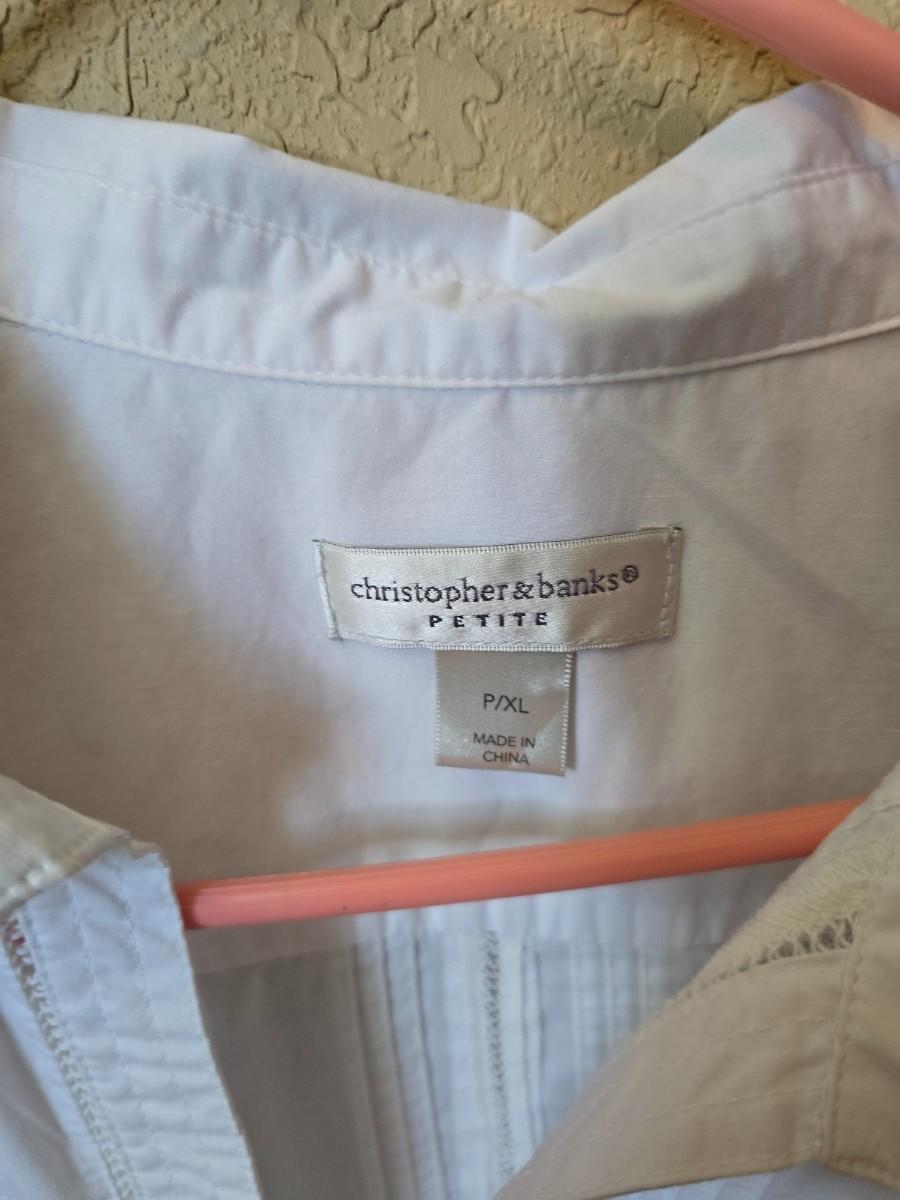 christopher & banks®
PETITE
P/XL
MADE IN
CHINA